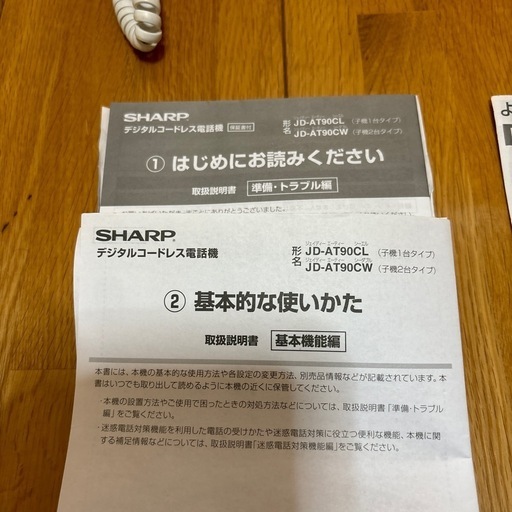 SHARP
デジタルコードレス電話機 保証書付
形名 JD-AT90CL (子機1台タイプ)
JD-AT90CW (子機2台タイプ)
① はじめにお読みください
取扱説明書 準備・トラブル編
SHARP
デジタルコードレス電話機
形名 JD-AT90CL (子機1台タイプ)
JD-AT90CW (子機2台タイプ)
② 基本的な使いかた
取扱説明書 基本機能編
本書には、本機の基本的な使用方法や各設定の変更方法、別売品情報などが記載されています。本
書はいつでも取り出して読めるように本機の近くに保管してください。
・本機の設置方法やご使用で困ったときの対処方法などについては、取扱説明書「準備・トラブル
編」をご覧ください。
・迷惑電話対策機能を利用した電話の受けかたや迷惑電話対策に役立つ便利な機能、本機に関
する補足情報などについては、取扱説明書「迷惑電話対策機能編」をご覧ください。
よ